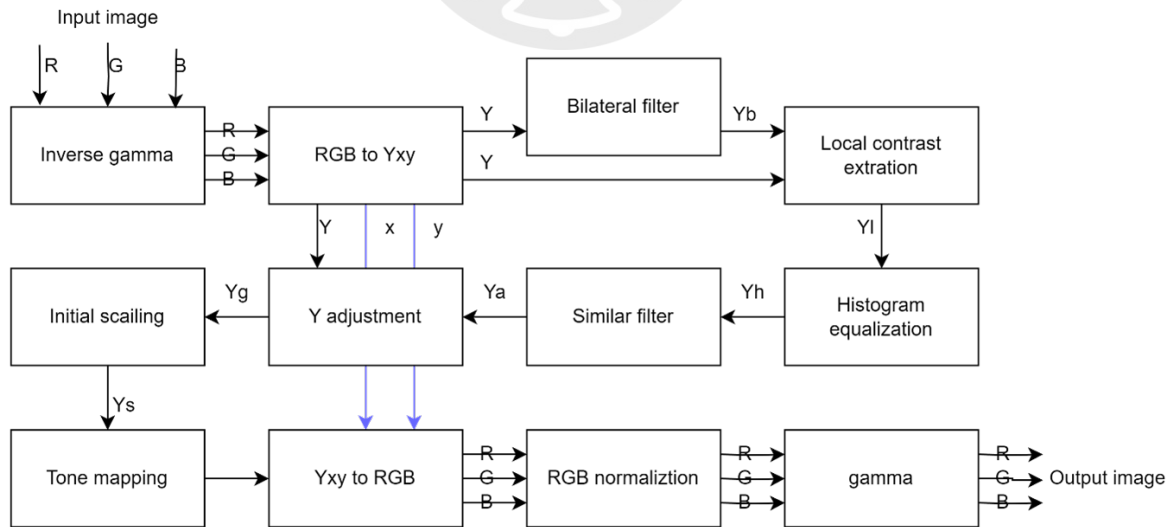 Input image
R G B
Inverse gamma
R
G
B
RGB to Yxy
Y
Y
Bilateral filter
Yb
Local contrast
extration
Y x y
Yl
Initial scailing
Yg
Y adjustment
Ya
Similar filter
Yh
Histogram
equalization
Ys
Tone mapping
Yxy to RGB
R
G
B
RGB normaliztion
R
G
B
gamma
R
G
B
Output image